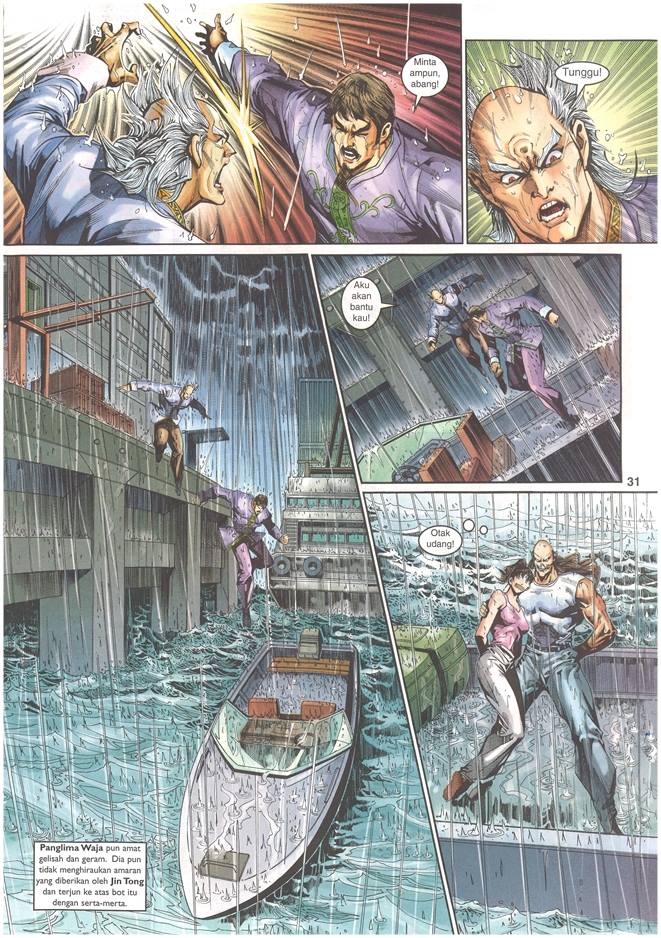 Minta
ampun,
abang!
Tunggu!
Aku
akan
bantu
kau!
31
Otak
udang!
Panglima Waja pun amat
gelisah dan geram. Dia pun
tidak menghiraukan amaran
yang diberikan oleh Jin Tong
dan terjun ke atas bot itu
dengan serta-merta.